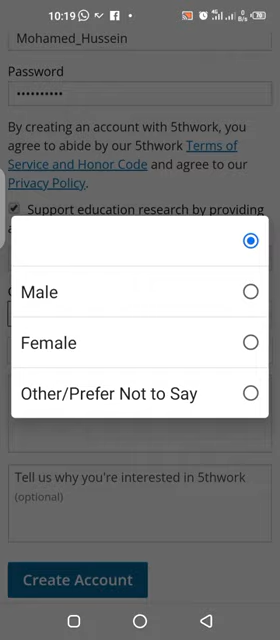 10:19
4G
0
B/s
Mohamed_Hussein
Password
By creating an account with 5thwork, you
agree to abide by our 5thwork Terms of
Service and Honor Code and agree to our
Privacy Policy.
Support education research by providing
Male
Female
Other/Prefer Not to Say
Tell us why you're interested in 5thwork
(optional)
Create Account